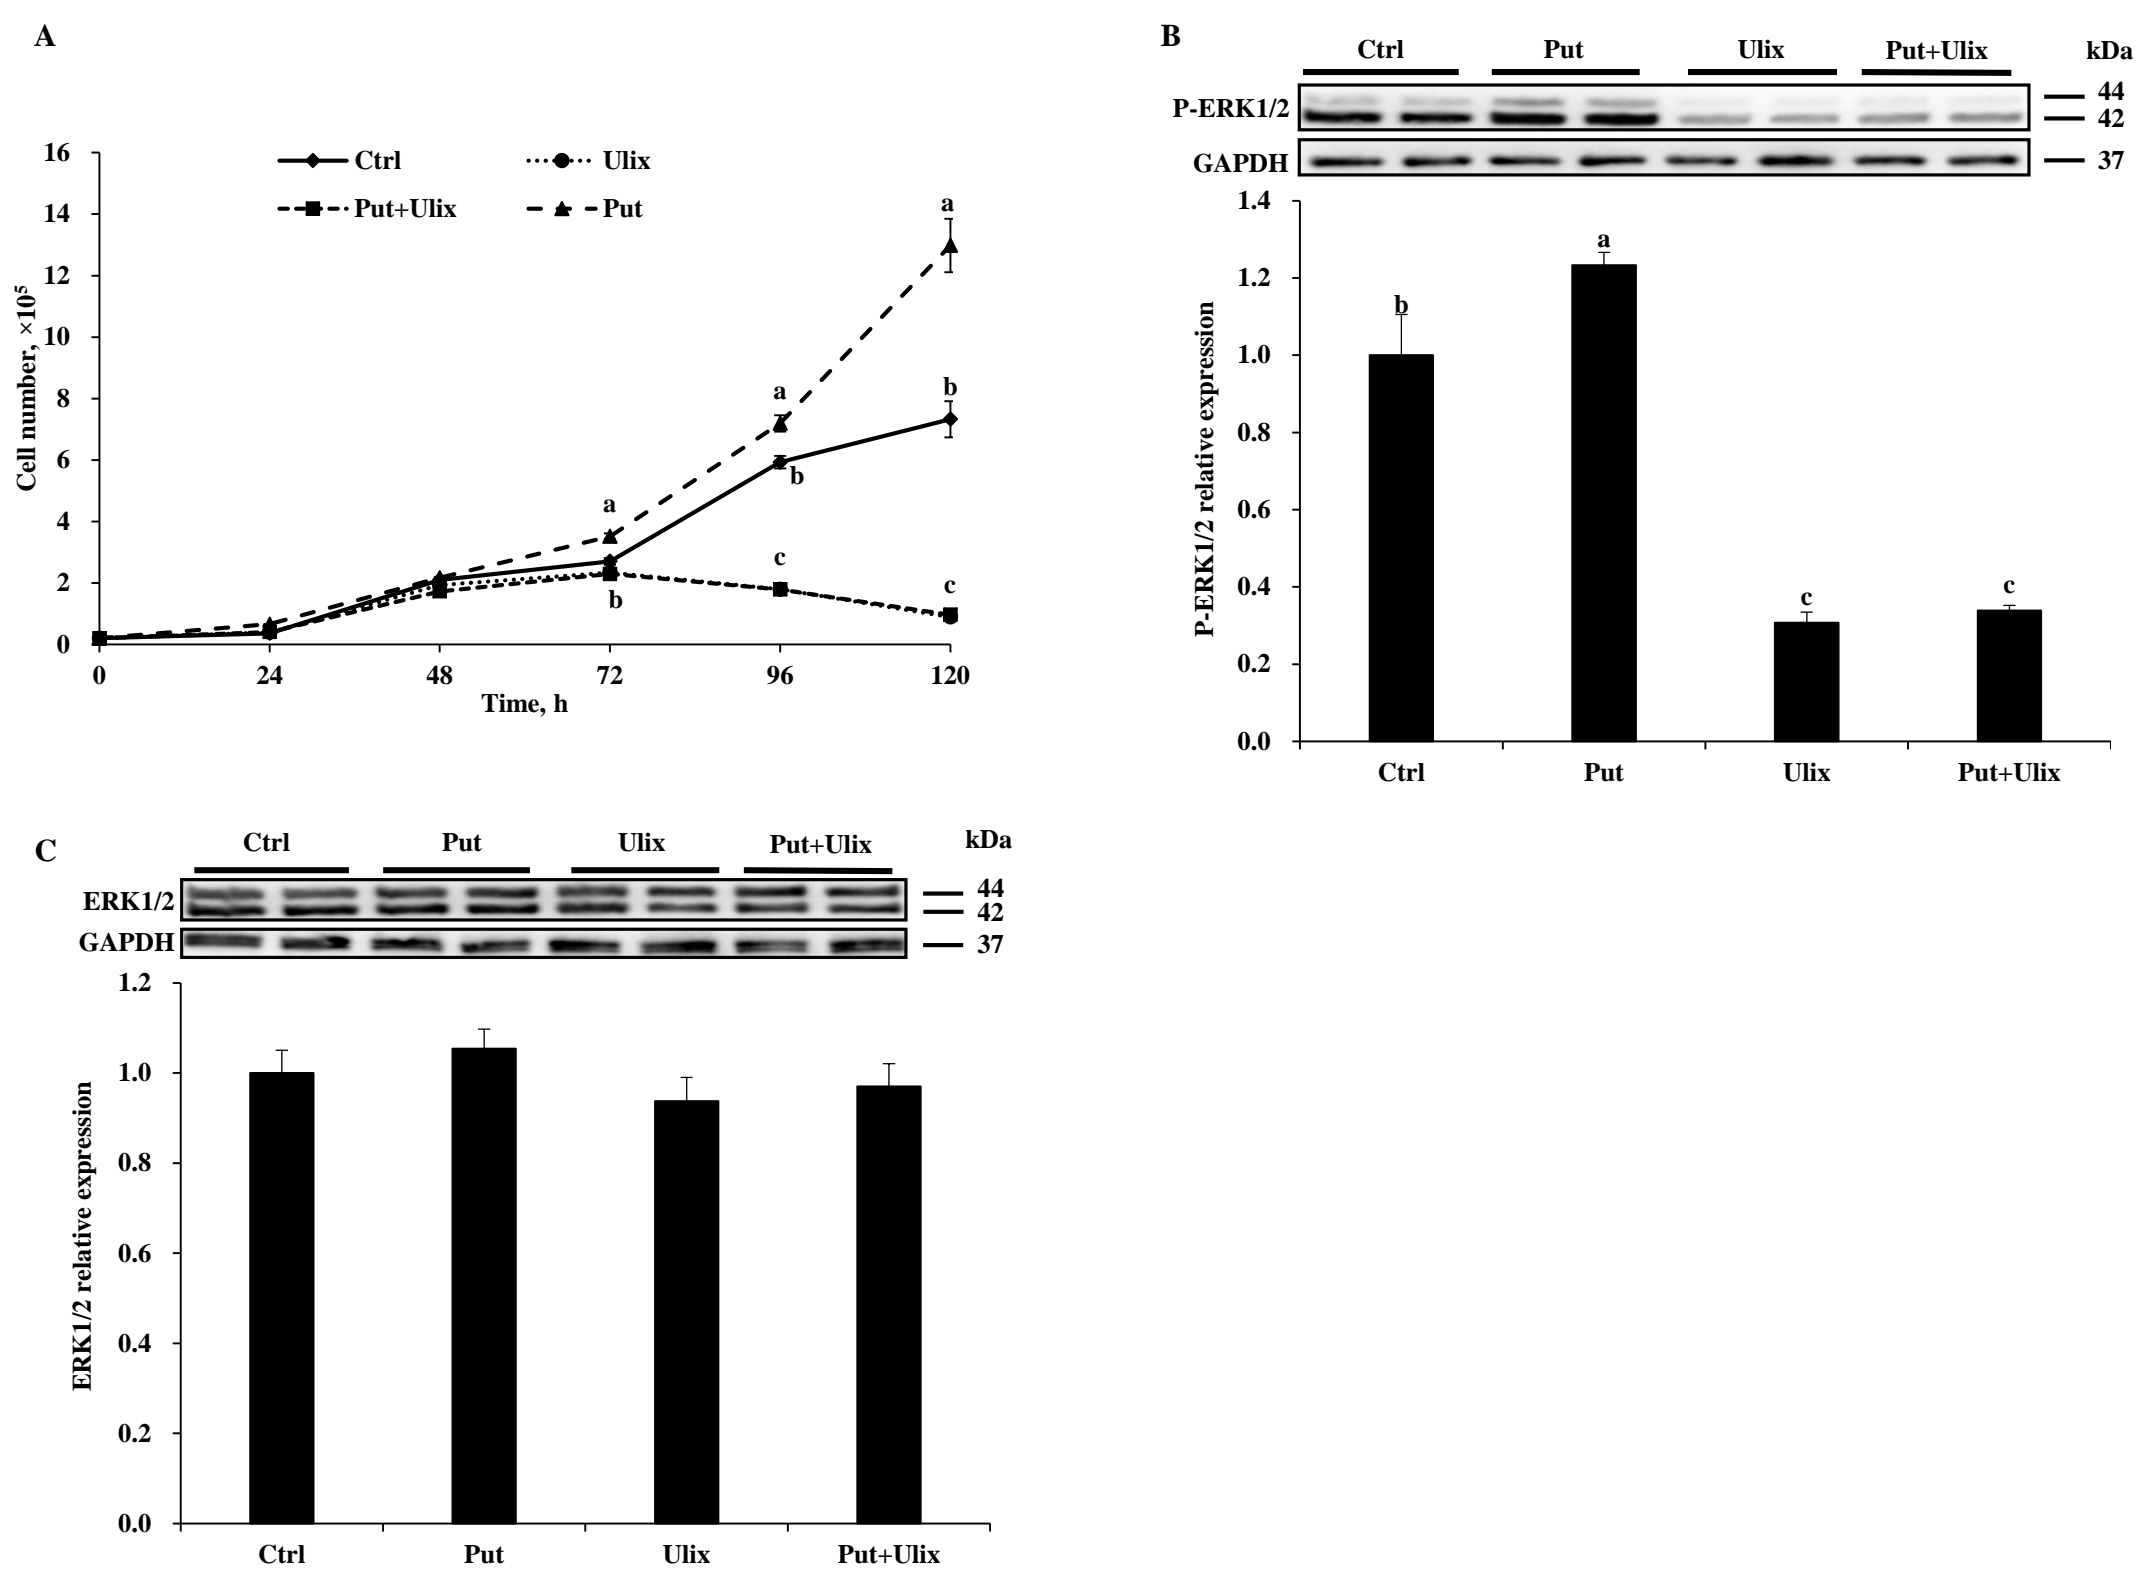 A
16
14
12
10
8
6
4
2
0
Cell number, ×10⁵
Ctrl
Ulix
Put+Ulix
Put
a
a
b
a
b
c
c
b
0 24 48 72 96 120
Time, h
B
Ctrl Put Ulix Put+Ulix kDa
P-ERK1/2
44
42
GAPDH
37
1.4
1.2
1.0
0.8
0.6
0.4
0.2
0.0
P-ERK1/2 relative expression
b
a
c
c
Ctrl Put Ulix Put+Ulix
C
Ctrl Put Ulix Put+Ulix kDa
ERK1/2
44
42
GAPDH
37
1.2
1.0
0.8
0.6
0.4
0.2
0.0
ERK1/2 relative expression
Ctrl Put Ulix Put+Ulix